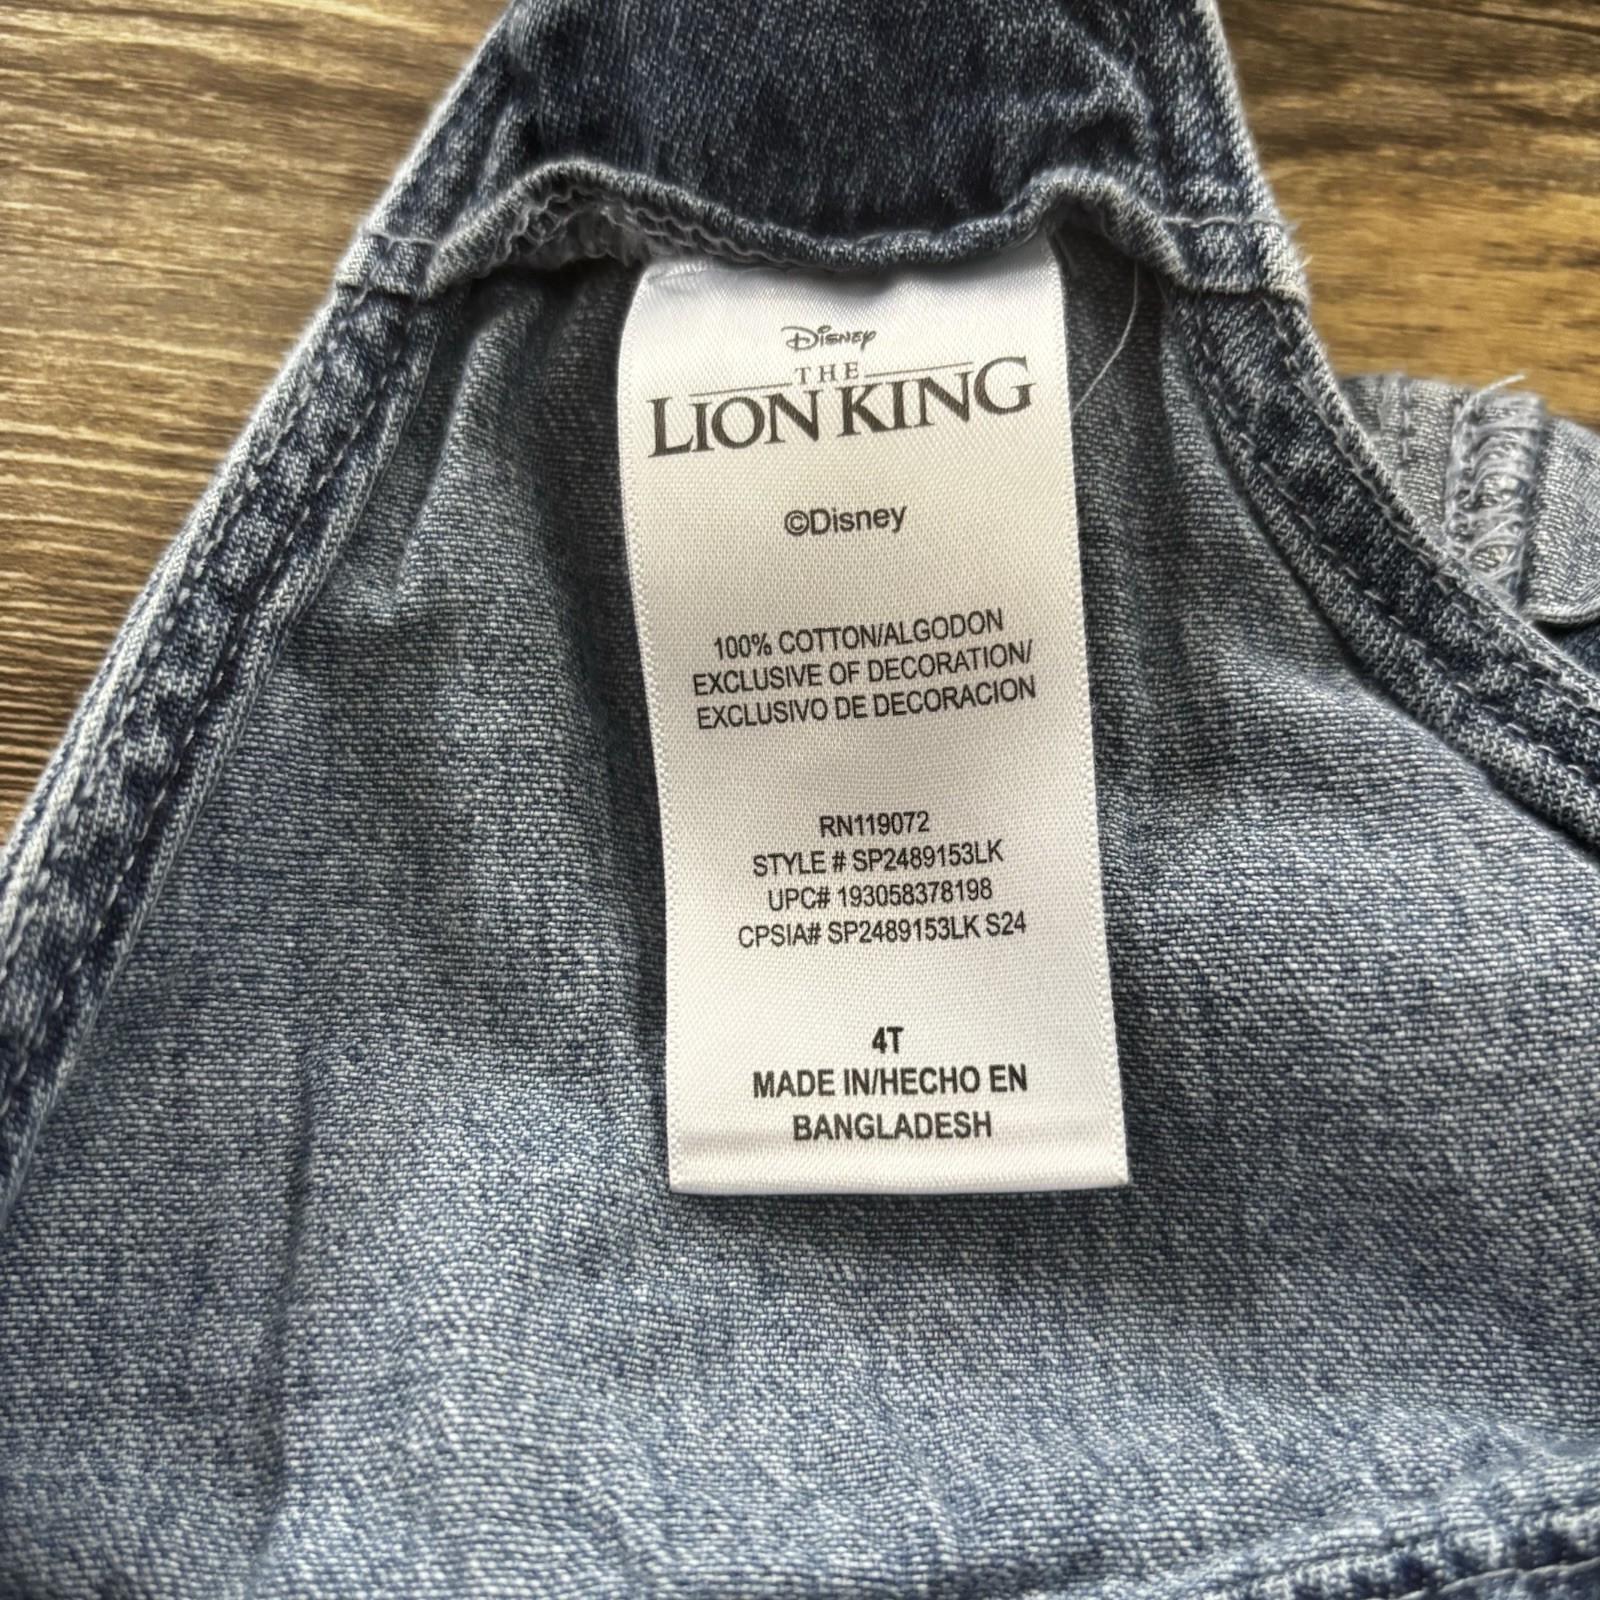 Disney
THE
LION KING
©Disney
100% COTTON/ALGODON
EXCLUSIVE OF DECORATION/
EXCLUSIVO DE DECORACION
RN119072
STYLE # SP2489153LK
UPC# 193058378198
CPSIA# SP2489153LK S24
4T
MADE IN/HECHO EN
BANGLADESH